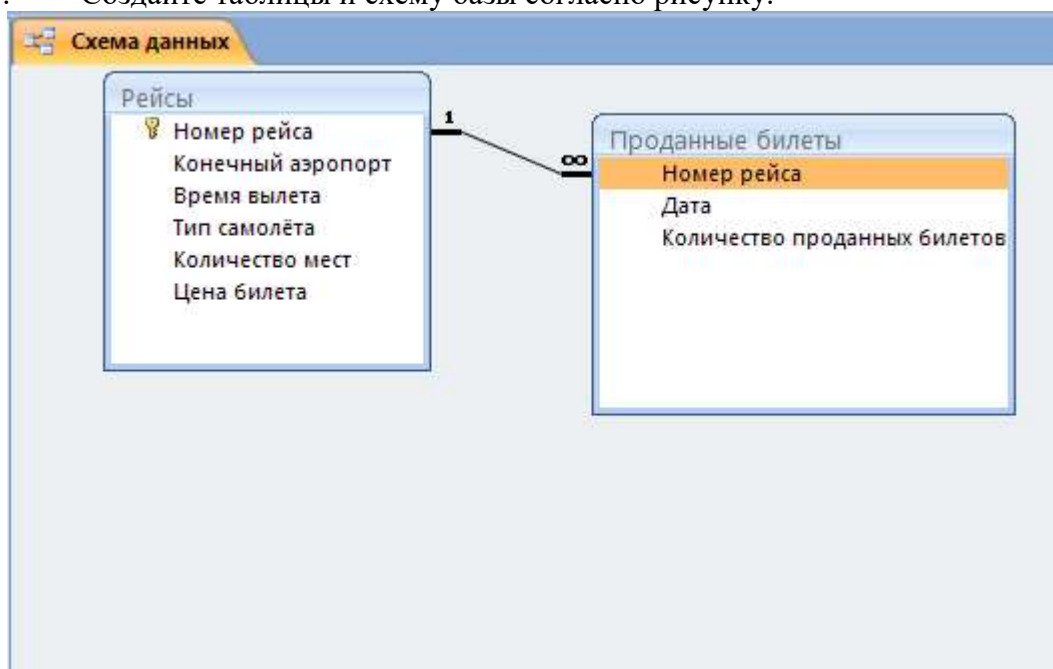 Создайте таблицы и схему базы согласно рисунку.
Схема данных
Рейсы
Номер рейса
Конечный аэропорт
Время вылета
Тип самолёта
Количество мест
Цена билета
1
∞
Проданные билеты
Номер рейса
Дата
Количество проданных билетов